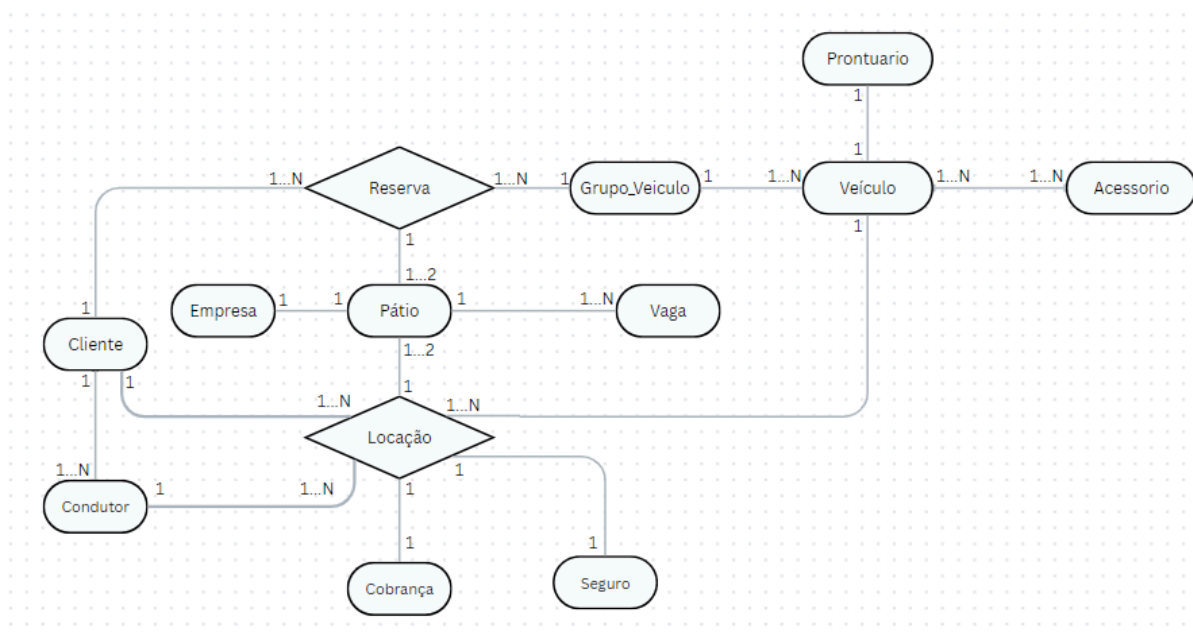 Prontuario
1
1
1...N
Reserva
1...N
1
Grupo_Veiculo
1
1...N
Veículo
1...N
1...N
Acessorio
1
1
1...2
Empresa
1
1
Pátio
1
1...N
Vaga
1
1...2
Cliente
1
1
1
1...N
1...N
Locação
1...N
1
1...N
1
1
Condutor
1
1
Cobrança
Seguro